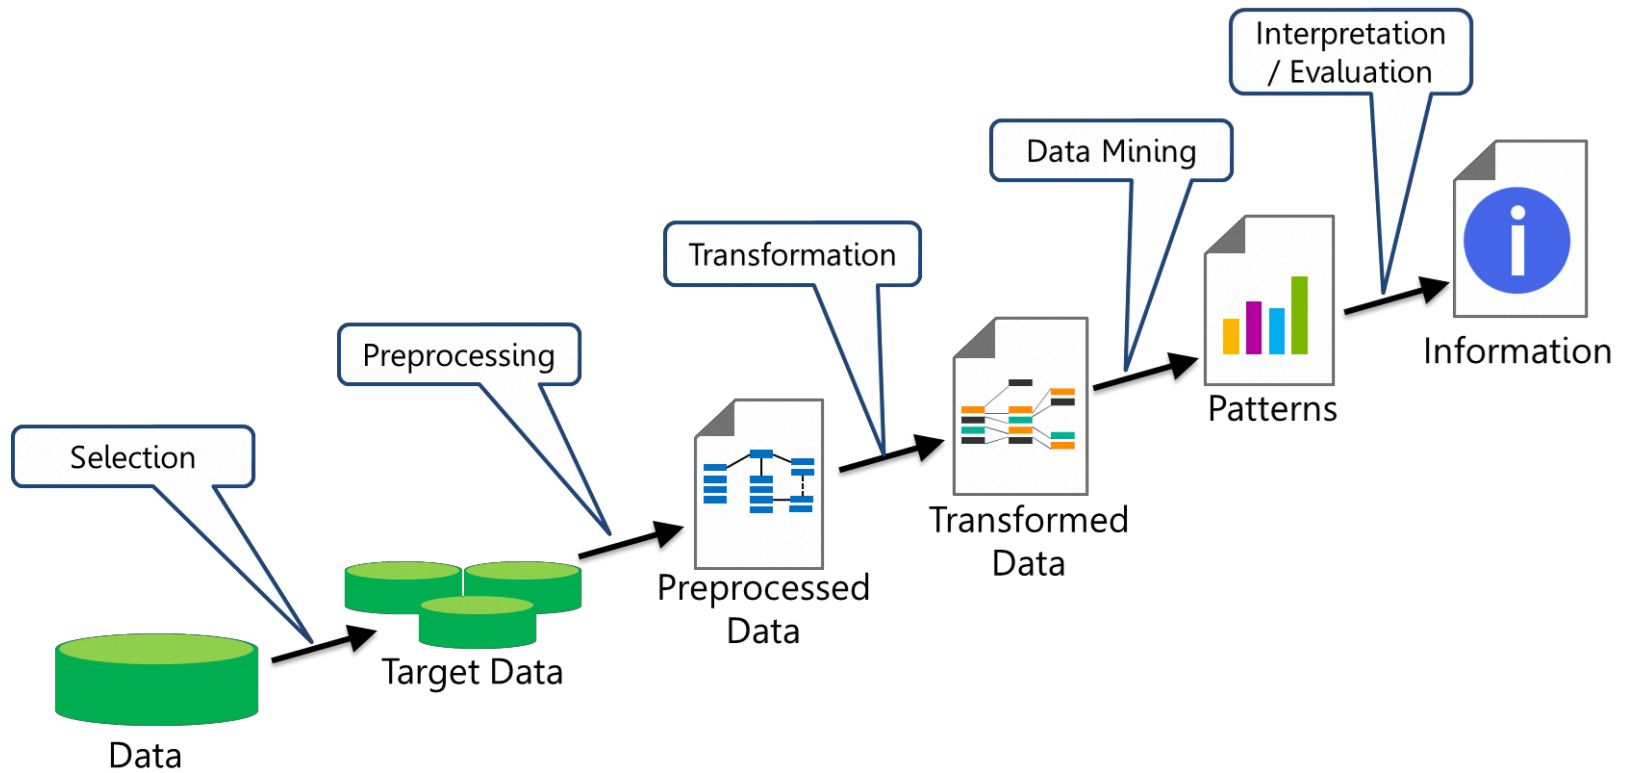 Interpretation
/ Evaluation
Data Mining
Transformation
Preprocessing
Selection
Information
Patterns
Transformed
Data
Preprocessed
Data
Target Data
Data